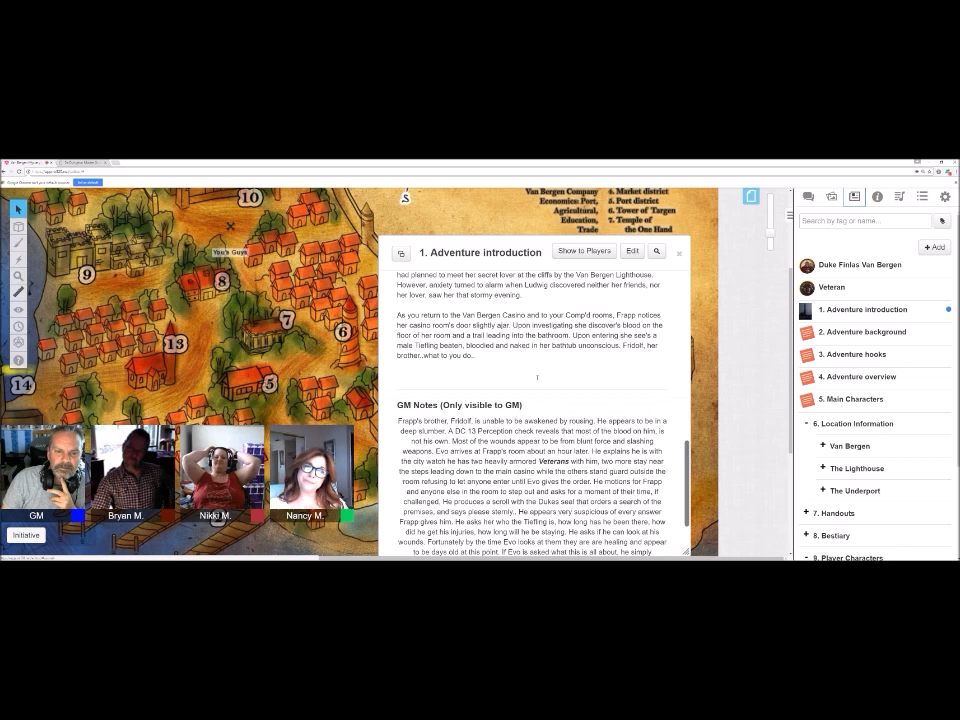 10
9
You's Guys
8
7
6
13
5
14
Van Bergen Company
Economics: Port,
Agricultural,
Education,
Trade
4. Market district
5. Port district
6. Tower of Targen
7. Temple of
the One Hand
S
1. Adventure introduction
Show to Players
Edit
had planned to meet her secret lover at the cliffs by the Van Bergen Lighthouse.
However, anxiety turned to alarm when Ludwig discovered neither her friends, nor
her lover, saw her that stormy evening.
As you return to the Van Bergen Casino and to your Comp'd rooms, Frapp notices
her casino room's door slightly ajar. Upon investigating she discover's blood on the
floor of her room and a trail leading into the bathroom. Upon entering she see's a
male Tiefling beaten, bloodied and naked in her bathtub unconscious. Fridolf, her
brother..what to you do..
GM Notes (Only visible to GM)
Frapp's brother, Fridolf, is unable to be awakened by rousing. He appears to be in a
deep slumber. A DC 13 Perception check reveals that most of the blood on him, is
not his own. Most of the wounds appear to be from blunt force and slashing
weapons. Evo arrives at Frapp's room about an hour later. He explains he is with
the city watch he has two heavily armored Veterans with him, two more stay near
the steps leading down to the main casino while the others stand guard outside the
room refusing to let anyone enter until Evo gives the order. He motions for Frapp
and anyone else in the room to step out and asks for a moment of their time, if
challenged, He produces a scroll with the Dukes seal that orders a search of the
premises, and says please sternly.. He appears very suspicious of every answer
Frapp gives him. He asks her who the Tiefling is, how long has he been there, how
did he get his injuries, how long will he be staying. He asks if he can look at his
wounds. Fortunately by the time Evo looks at them they are are healing and appear
to be days old at this point. If Evo is asked what this is all about, he simply
Search by tag or name...
+ Add
Duke Finlas Van Bergen
Veteran
1. Adventure introduction
2. Adventure background
3. Adventure hooks
4. Adventure overview
5. Main Characters
- 6. Location Information
+ Van Bergen
+ The Lighthouse
+ The Underport
+ 7. Handouts
+ 8. Bestiary
- 9. Player Characters
GM
Bryan M.
Nikki M.
Nancy M.
Initiative